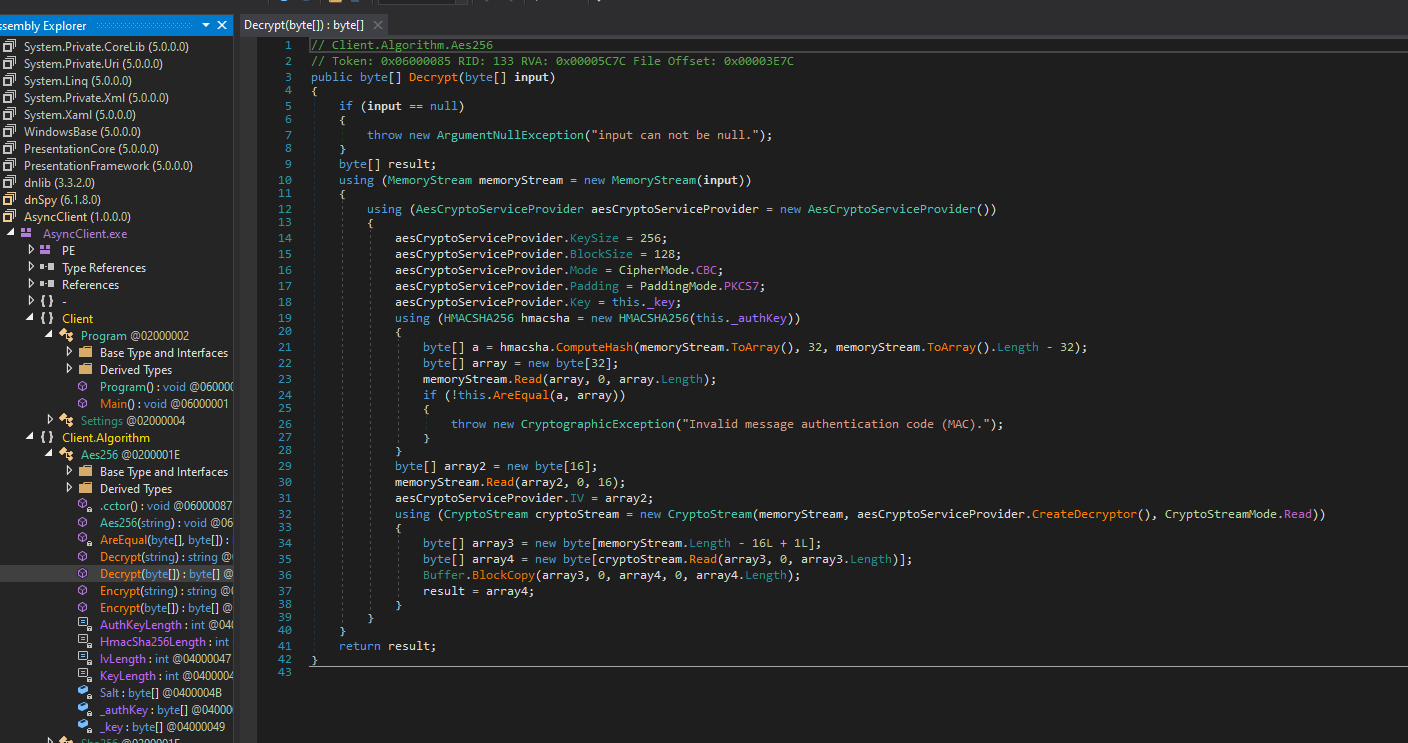 ssembly Explorer
System.Private.CoreLib (5.0.0.0)
System.Private.Uri (5.0.0.0)
System.Linq (5.0.0.0)
System.Private.Xml (5.0.0.0)
System.Xaml (5.0.0.0)
WindowsBase (5.0.0.0)
PresentationCore (5.0.0.0)
PresentationFramework (5.0.0.0)
dnlib (3.3.2.0)
dnSpy (6.1.8.0)
AsyncClient (1.0.0.0)
AsyncClient.exe
PE
Type References
References
{ } -
{ } Client
Program @02000002
Base Type and Interfaces
Derived Types
Program() : void @060000
Main() : void @06000001
Settings @02000004
{ } Client.Algorithm
Aes256 @0200001E
Base Type and Interfaces
Derived Types
.cctor() : void @06000087
Aes256(string) : void @06
AreEqual(byte[], byte[]) :
Decrypt(string) : string @
Decrypt(byte[]) : byte[] @
Encrypt(string) : string @
Encrypt(byte[]) : byte[] @
AuthKeyLength : int @040
HmacSha256Length : int
IvLength : int @04000047
KeyLength : int @0400004
Salt : byte[] @0400004B
_authKey : byte[] @04000
_key : byte[] @04000049
Decrypt(byte[]) : byte[]
1 // Client.Algorithm.Aes256
2 // Token: 0x06000085 RID: 133 RVA: 0x00005C7C File Offset: 0x00003E7C
3 public byte[] Decrypt(byte[] input)
4 {
5 if (input == null)
6 {
7 throw new ArgumentNullException("input can not be null.");
8 }
9 byte[] result;
10 using (MemoryStream memoryStream = new MemoryStream(input))
11 {
12 using (AesCryptoServiceProvider aesCryptoServiceProvider = new AesCryptoServiceProvider())
13 {
14 aesCryptoServiceProvider.KeySize = 256;
15 aesCryptoServiceProvider.BlockSize = 128;
16 aesCryptoServiceProvider.Mode = CipherMode.CBC;
17 aesCryptoServiceProvider.Padding = PaddingMode.PKCS7;
18 aesCryptoServiceProvider.Key = this._key;
19 using (HMACSHA256 hmacsha = new HMACSHA256(this._authKey))
20 {
21 byte[] a = hmacsha.ComputeHash(memoryStream.ToArray(), 32, memoryStream.ToArray().Length - 32);
22 byte[] array = new byte[32];
23 memoryStream.Read(array, 0, array.Length);
24 if (!this.AreEqual(a, array))
25 {
26 throw new CryptographicException("Invalid message authentication code (MAC).");
27 }
28 }
29 byte[] array2 = new byte[16];
30 memoryStream.Read(array2, 0, 16);
31 aesCryptoServiceProvider.IV = array2;
32 using (CryptoStream cryptoStream = new CryptoStream(memoryStream, aesCryptoServiceProvider.CreateDecryptor(), CryptoStreamMode.Read))
33 {
34 byte[] array3 = new byte[memoryStream.Length - 16L + 1L];
35 byte[] array4 = new byte[cryptoStream.Read(array3, 0, array3.Length)];
36 Buffer.BlockCopy(array3, 0, array4, 0, array4.Length);
37 result = array4;
38 }
39 }
40 }
41 return result;
42 }
43